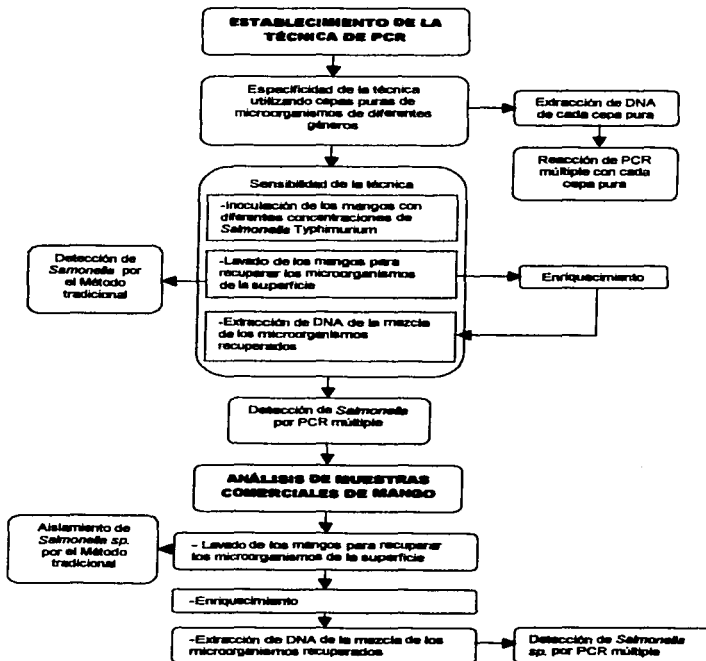 ESTABLECIMIENTO DE LA
TÉCNICA DE PCR
Especificidad de la técnica
utilizando cepas puras de
microorganismos de diferentes
géneros
Extracción de DNA
de cada cepa pura
Reacción de PCR
múltiple con cada
cepa pura
Sensibilidad de la técnica
-Inoculación de los mangos con
diferentes concentraciones de
Salmonella Typhimurium
Detección de
Samonella por
el Método
tradicional
-Lavado de los mangos para
recuperar los microorganismos
de la superficie
Enriquecimiento
-Extracción de DNA de la mezcla
de los microorganismos
recuperados
Detección de Salmonella
por PCR múltiple
ANÁLISIS DE MUESTRAS
COMERCIALES DE MANGO
Aislamiento de
Salmonella sp.
por el Método
tradicional
- Lavado de los mangos para recuperar
los microorganismos de la superficie
-Enriquecimiento
-Extracción de DNA de la mezcla de los
microorganismos recuperados
Detección de Salmonella
sp. por PCR múltiple